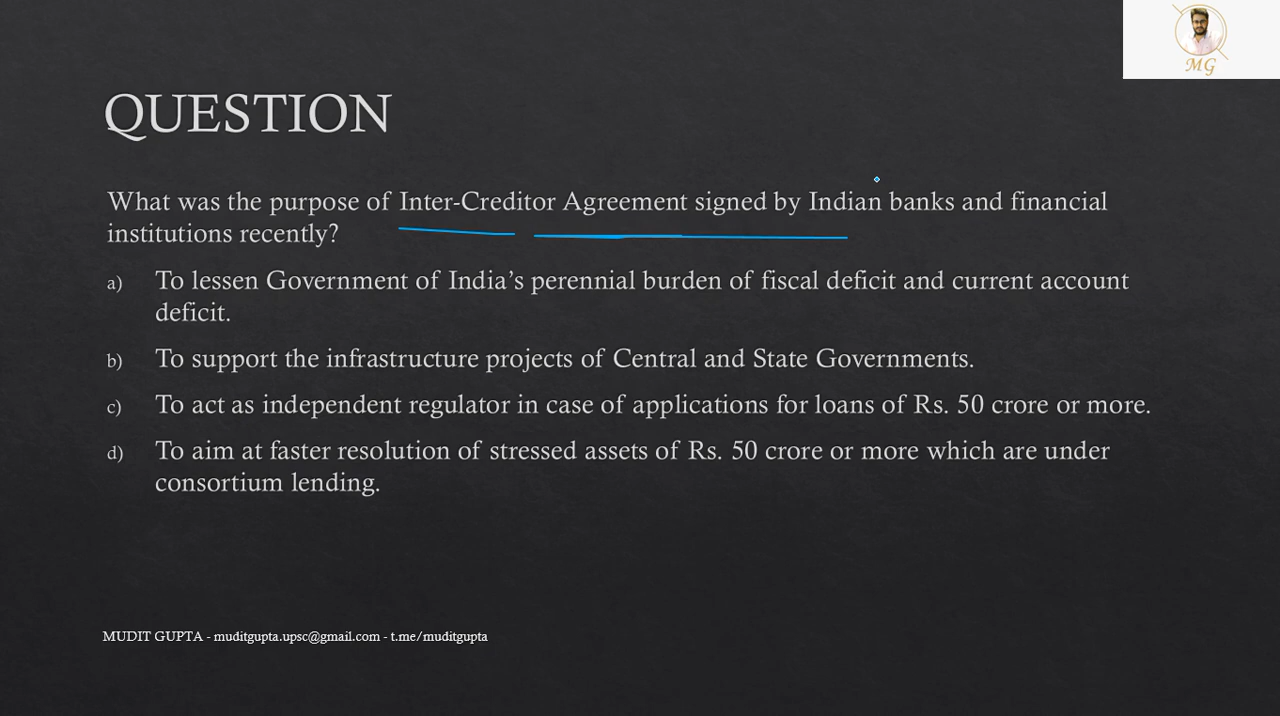 MG
QUESTION
What was the purpose of Inter-Creditor Agreement signed by Indian banks and financial
institutions recently?
a) To lessen Government of India’s perennial burden of fiscal deficit and current account
deficit.
b) To support the infrastructure projects of Central and State Governments.
c) To act as independent regulator in case of applications for loans of Rs. 50 crore or more.
d) To aim at faster resolution of stressed assets of Rs. 50 crore or more which are under
consortium lending.
MUDIT GUPTA - muditgupta.upsc@gmail.com - t.me/muditgupta